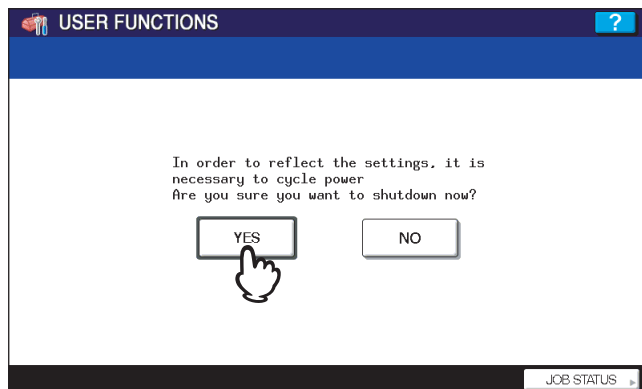 USER FUNCTIONS
?
In order to reflect the settings, it is
necessary to cycle power
Are you sure you want to shutdown now?
YES
NO
JOB STATUS